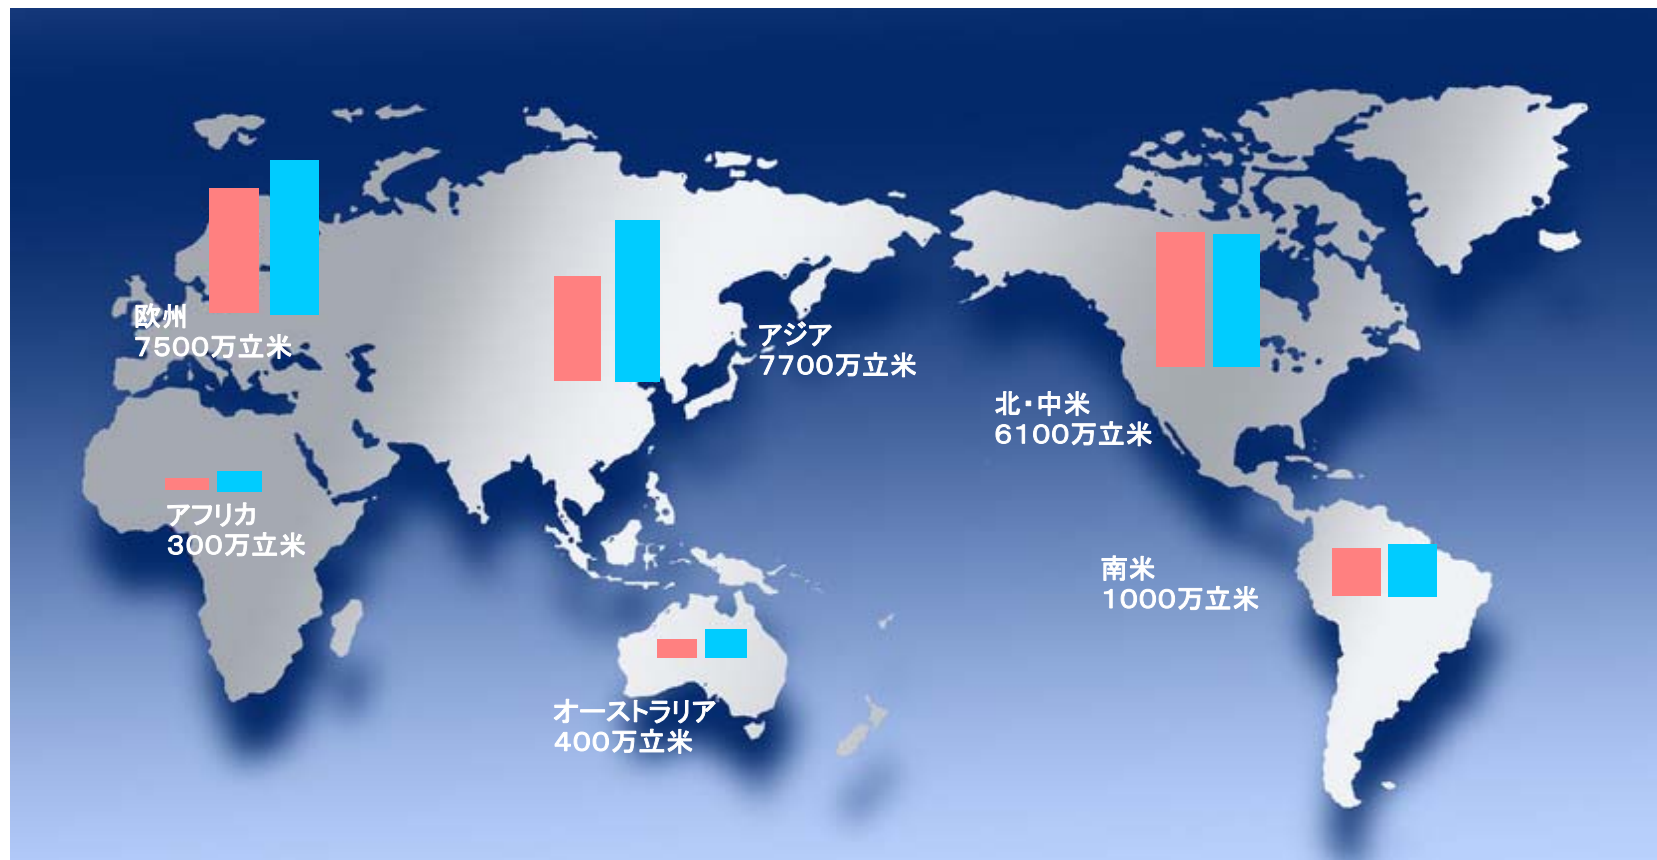 欧州
7500万立米
アジア
7700万立米
北・中米
6100万立米
アフリカ
300万立米
南米
1000万立米
オーストラリア
400万立米